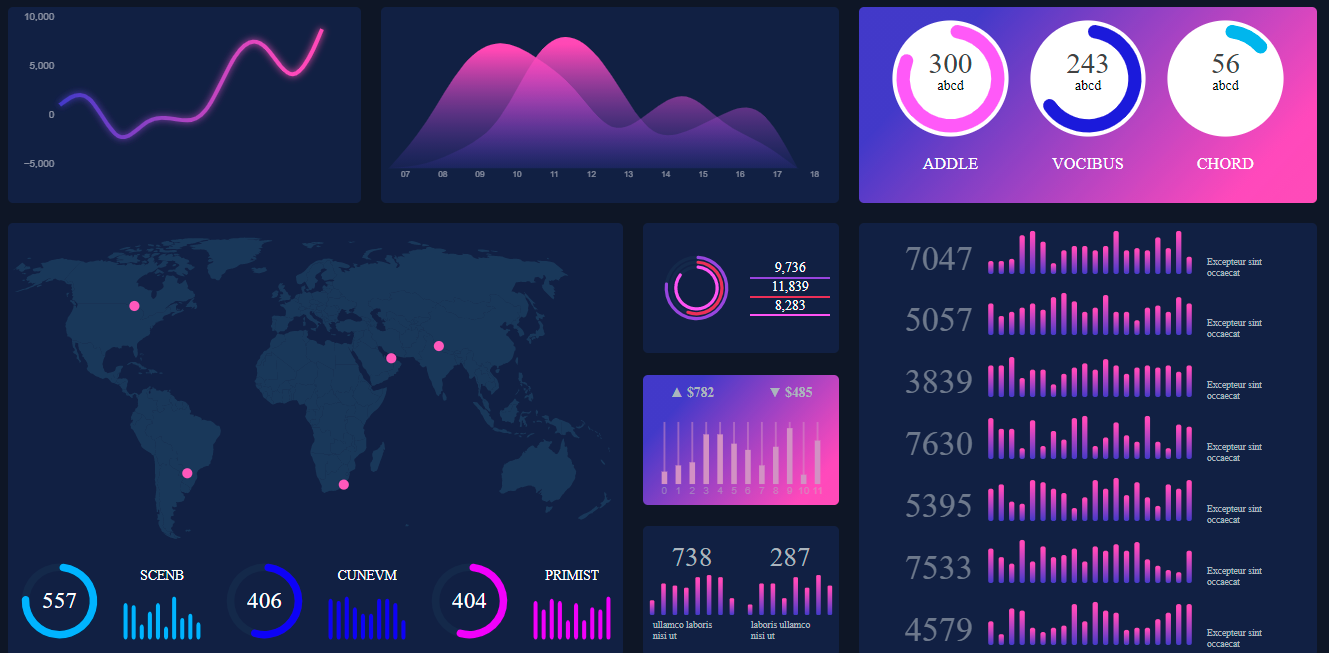 10,000
5,000
0
−5,000
07 08 09 10 11 12 13 14 15 16 17 18
300
abcd
ADDLE
243
abcd
VOCIBUS
56
abcd
CHORD
557
SCENB
406
CUNEVM
404
PRIMIST
9,736
11,839
8,283
▲ $782
▼ $485
0 1 2 3 4 5 6 7 8 9 10 11
738
ullamco laboris
nisi ut
287
laboris ullamco
nisi ut
7047
Excepteur sint
occaecat
5057
Excepteur sint
occaecat
3839
Excepteur sint
occaecat
7630
Excepteur sint
occaecat
5395
Excepteur sint
occaecat
7533
Excepteur sint
occaecat
4579
Excepteur sint
occaecat